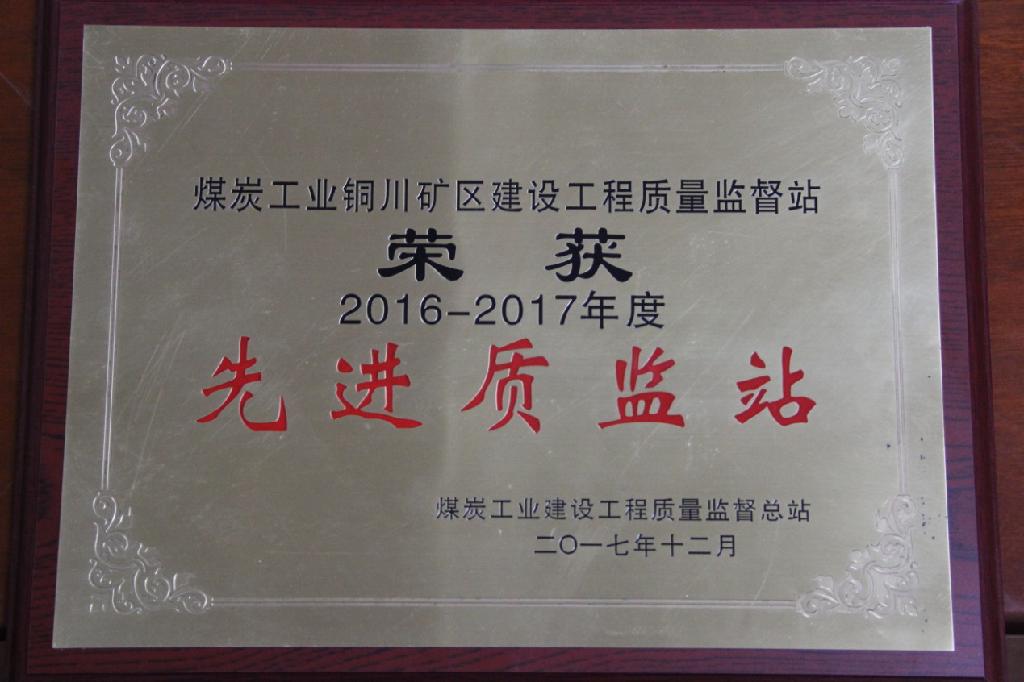 煤炭工业铜川矿区建设工程质量监督站
荣 获
2016-2017年度
先进质监站
煤炭工业建设工程质量监督总站
二〇一七年十二月